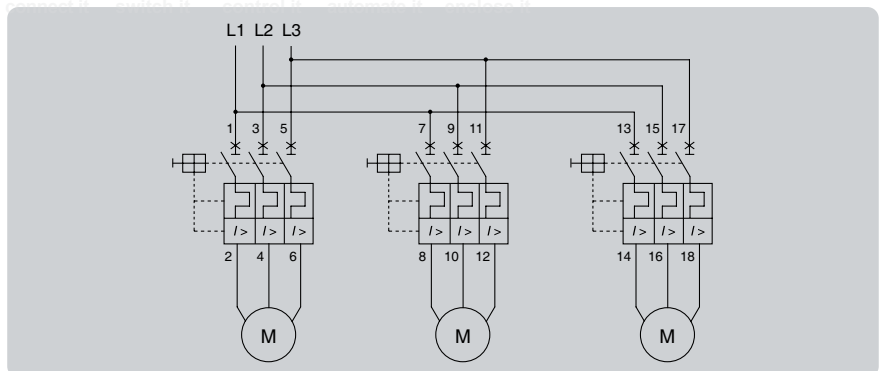 connect it switch it control it automate it enclose it
L1 L2 L3
1 3 5 7 9 11 13 15 17
I > I > I > I > I > I > I > I > I >
2 4 6 8 10 12 14 16 18
M M M